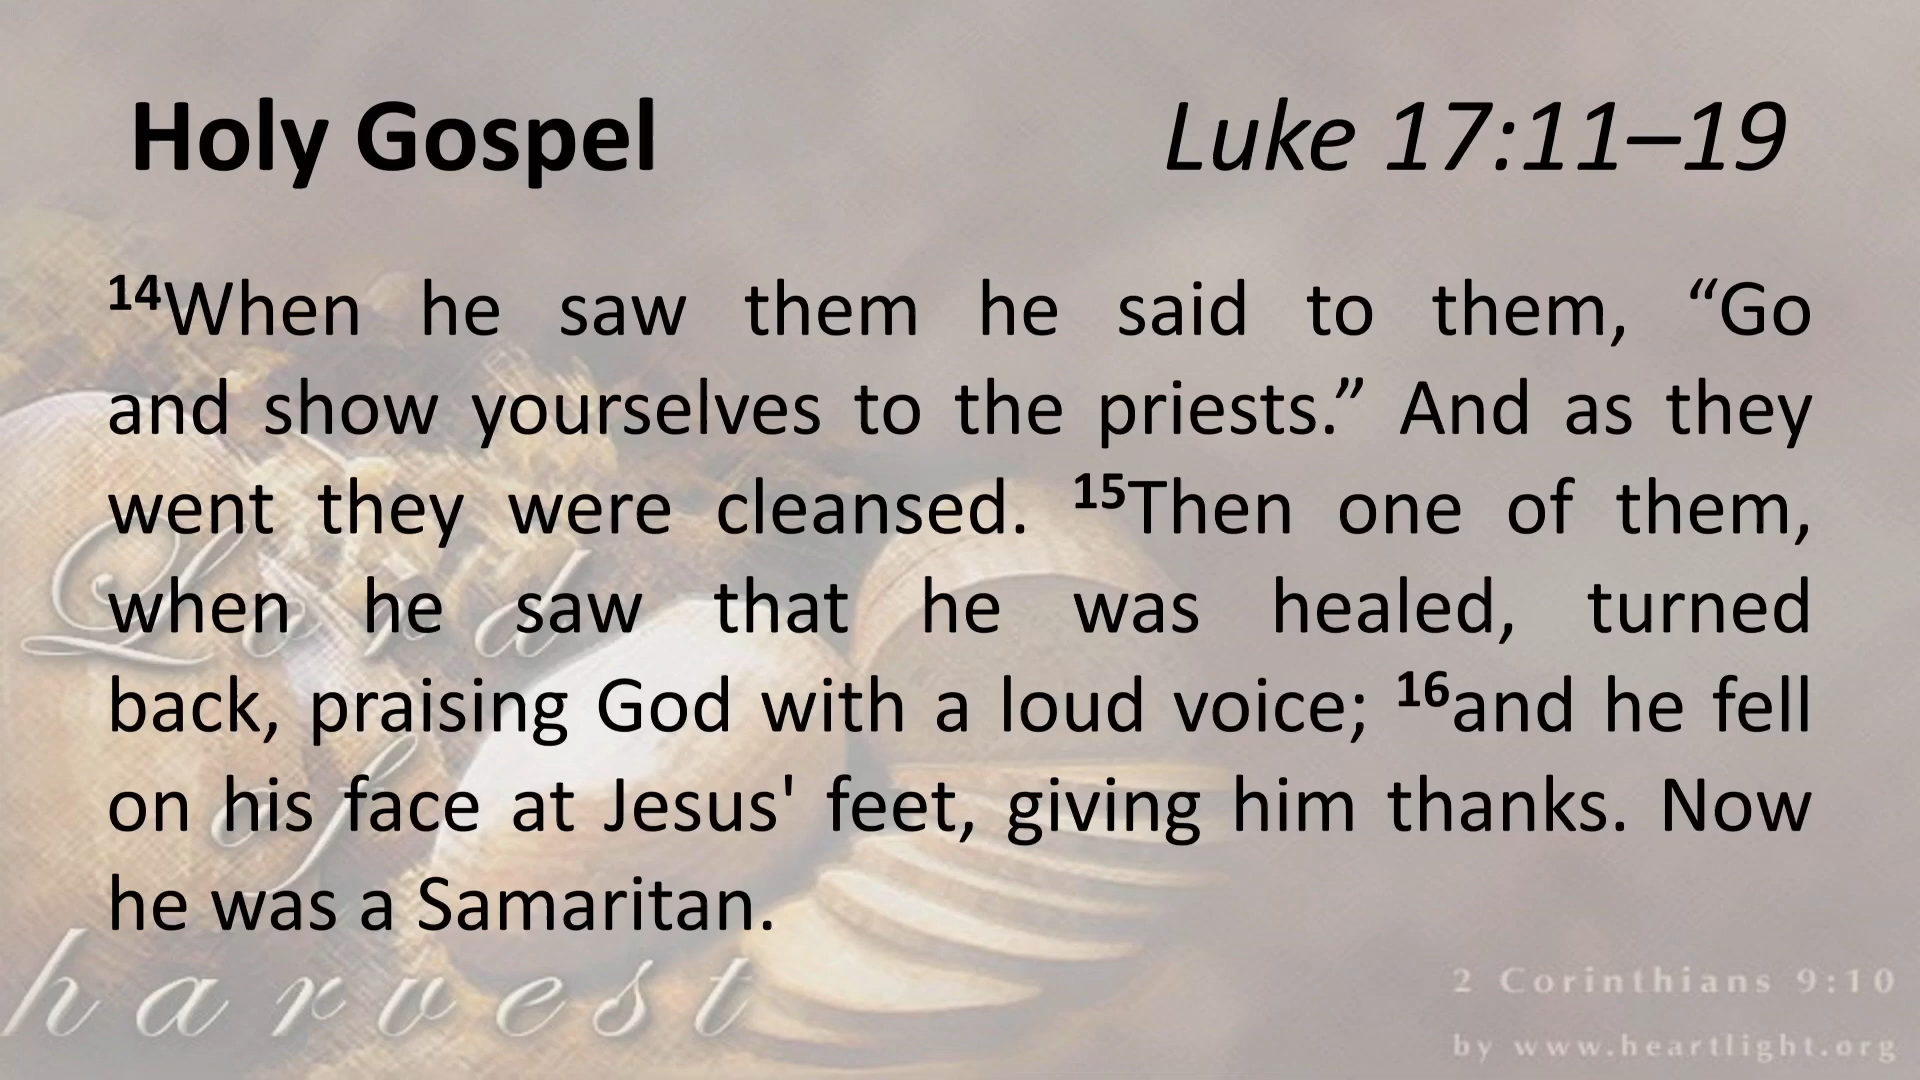 Holy Gospel Luke 17:11–19
14When he saw them he said to them, “Go
and show yourselves to the priests.” And as they
went they were cleansed. 15Then one of them,
when he saw that he was healed, turned
back, praising God with a loud voice; 16and he fell
on his face at Jesus' feet, giving him thanks. Now
he was a Samaritan.
Lord
of
harvest
2 Corinthians 9:10
by www.heartlight.org